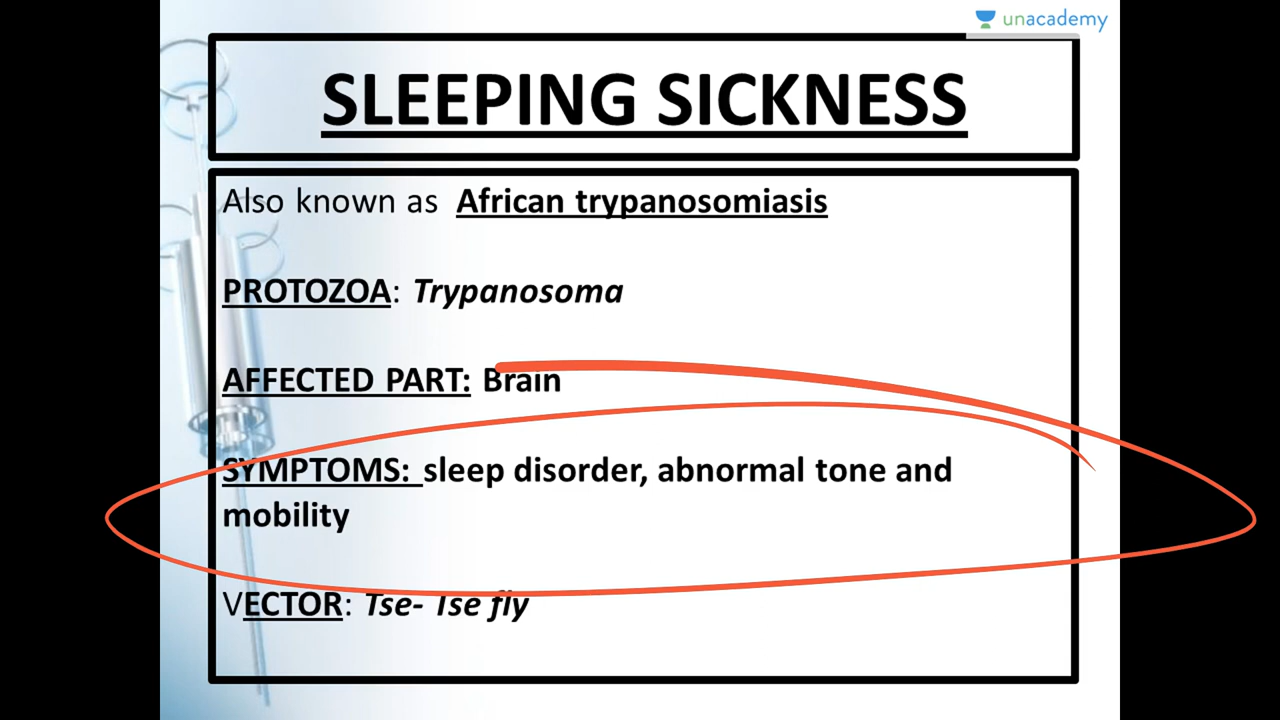 unacademy
SLEEPING SICKNESS
Also known as African trypanosomiasis
PROTOZOA: Trypanosoma
AFFECTED PART: Brain
SYMPTOMS: sleep disorder, abnormal tone and
mobility
VECTOR: Tse- Tse fly